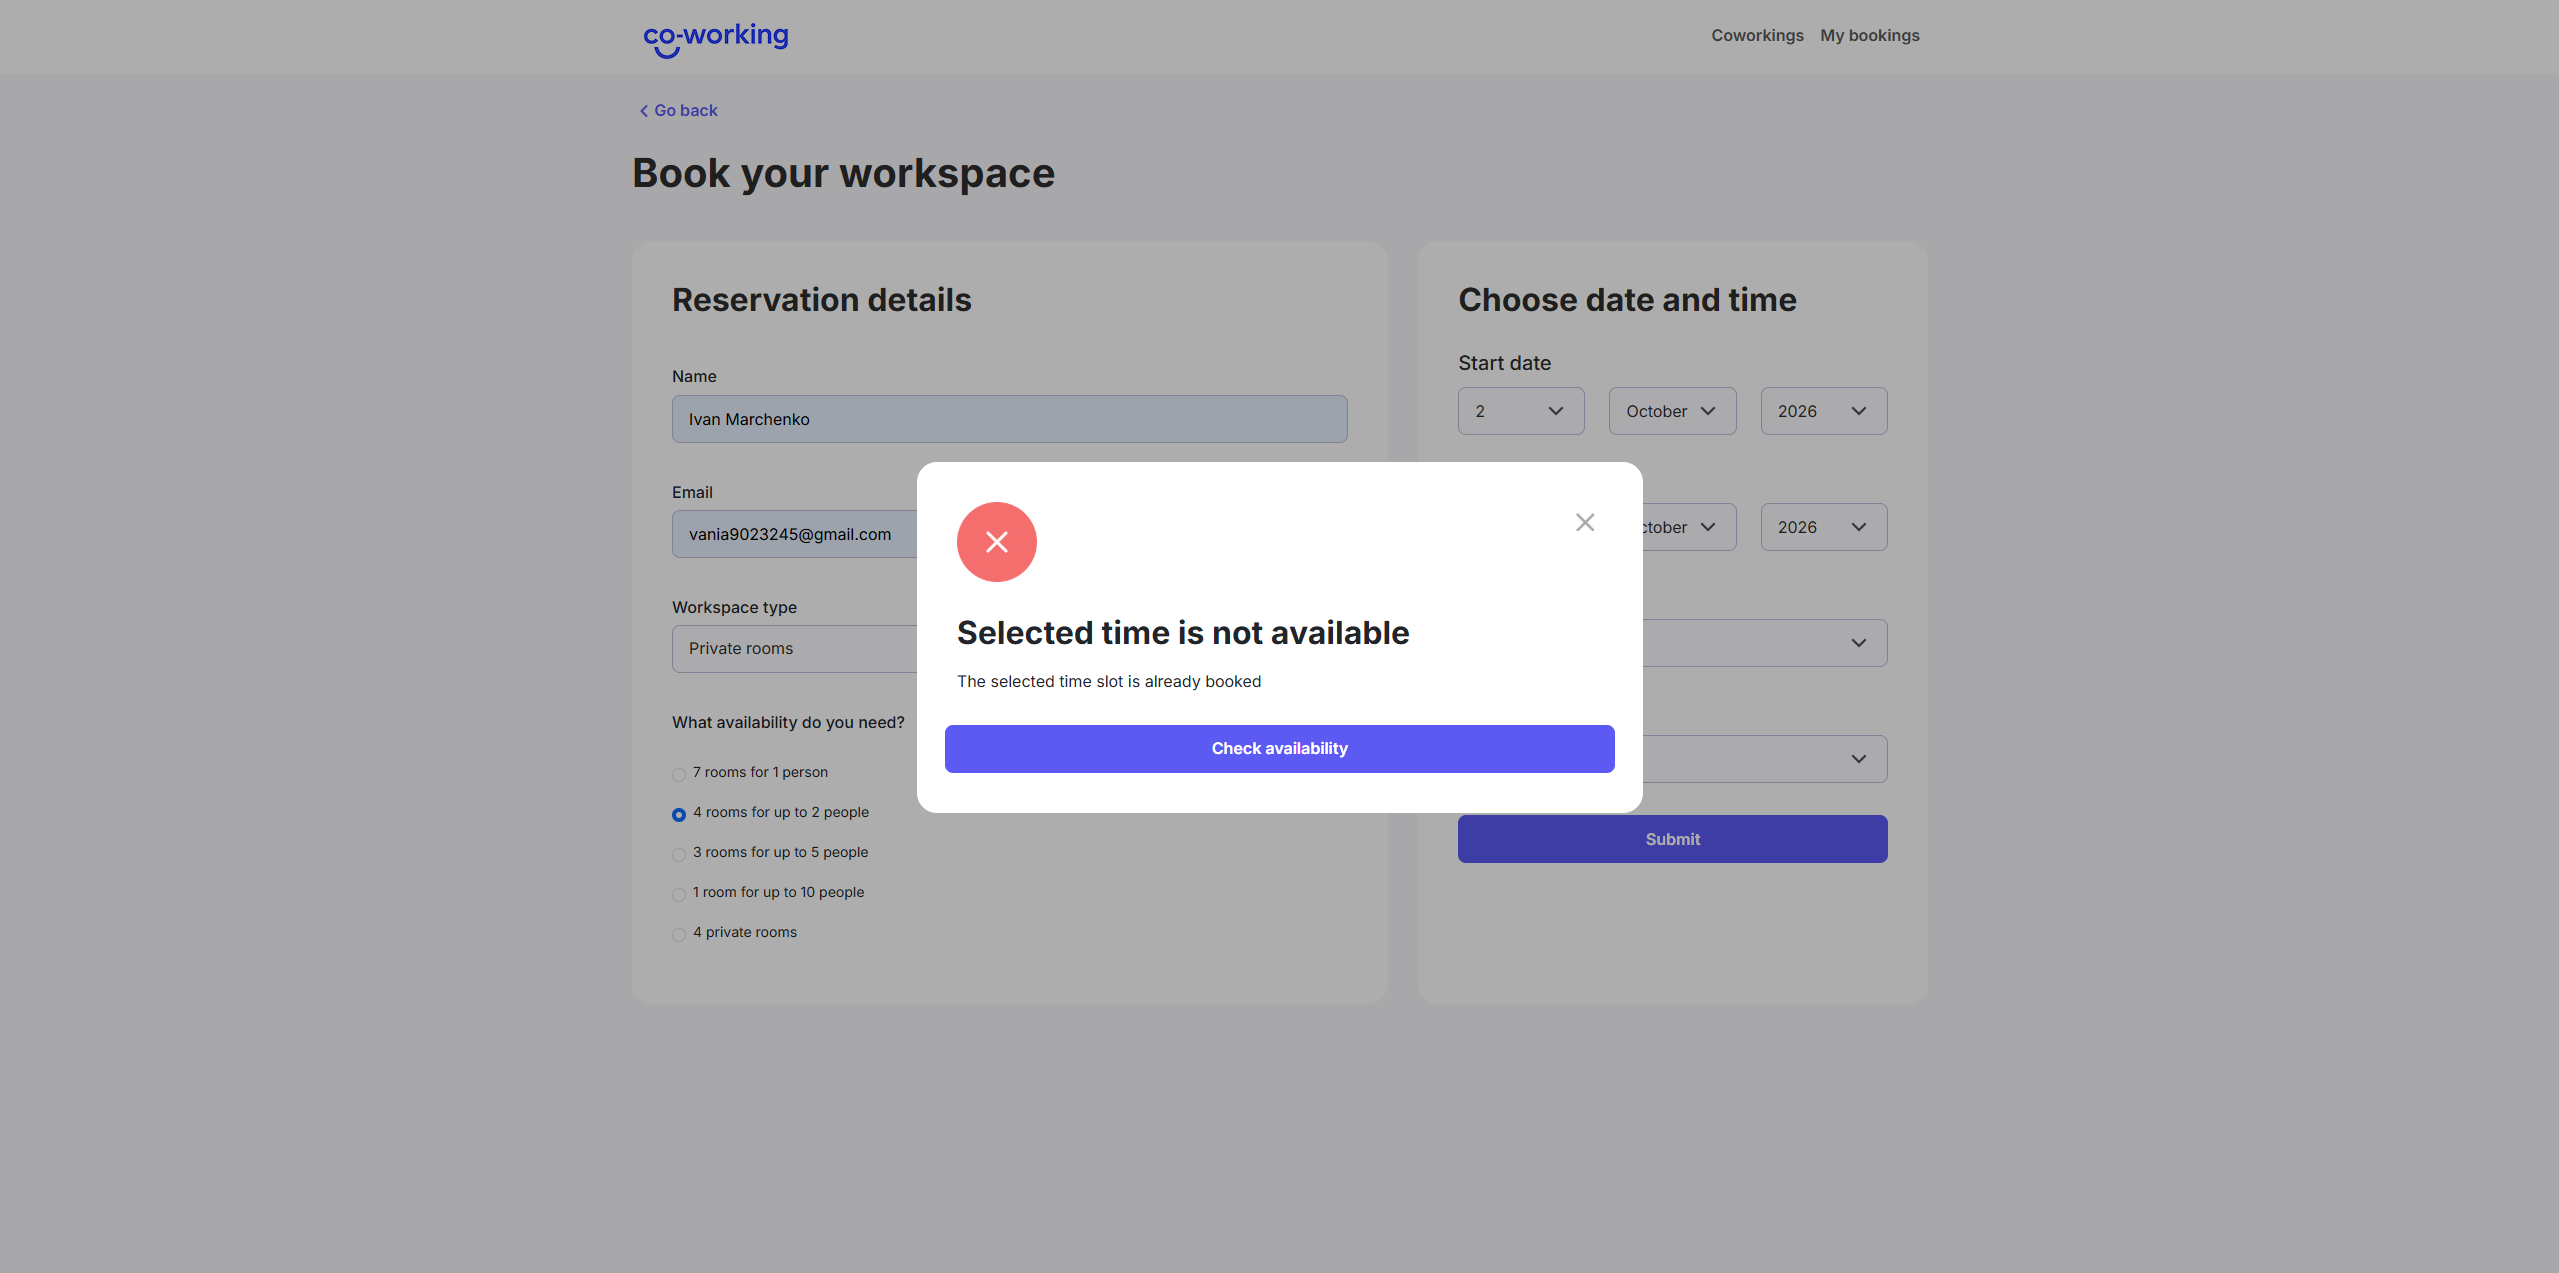 co-working
Coworkings
My bookings
Go back
Book your workspace
Reservation details
Name
Ivan Marchenko
Email
vania9023245@gmail.com
Workspace type
Private rooms
What availability do you need?
7 rooms for 1 person
4 rooms for up to 2 people
3 rooms for up to 5 people
1 room for up to 10 people
4 private rooms
Choose date and time
Start date
2
October
2026
ctober
2026
Submit
Selected time is not available
The selected time slot is already booked
Check availability